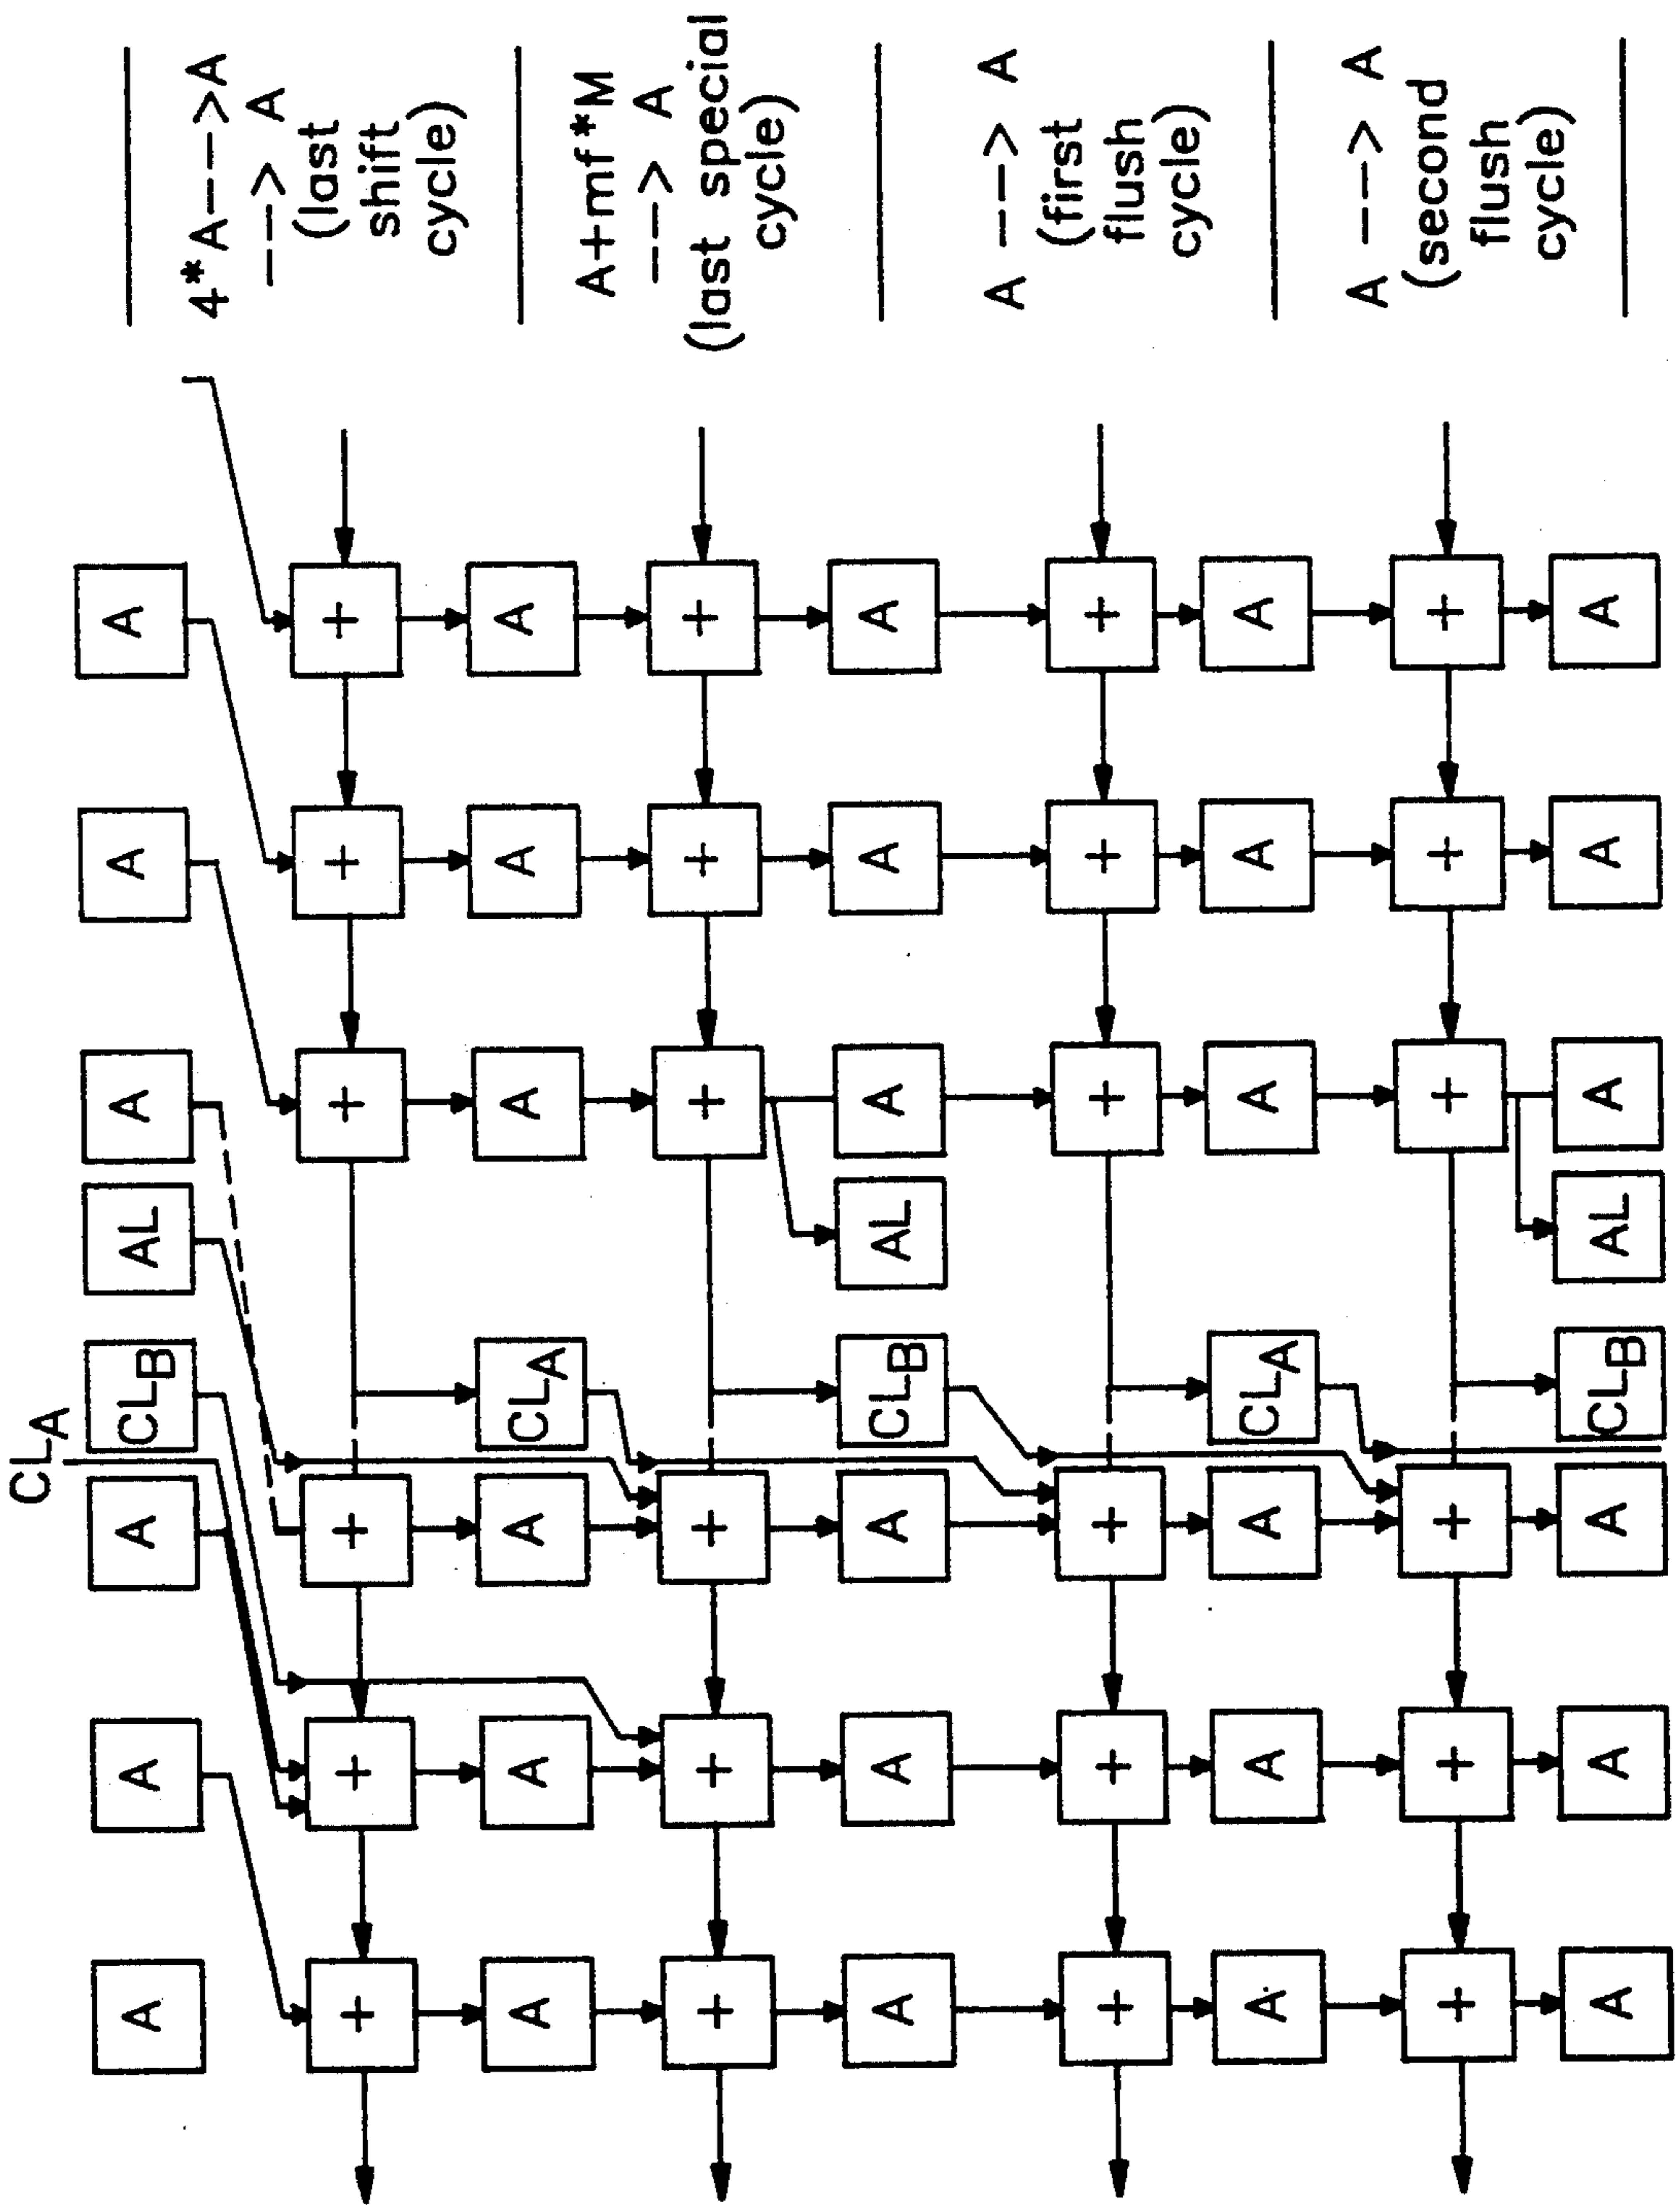 CLA
A A A CLB AL A A A
4*A--->A
---> A
(last
shift
cycle)
+ + + + + +
A A A CLA A A A
A+mf*M
---> A
(last special
cycle)
+ + + + + +
A A A CLB AL A A A
A ---> A
(first
flush
cycle)
+ + + + + +
A A A CLA A A A
A ---> A
(second
flush
cycle)
+ + + + + +
A A A CLB AL A A A